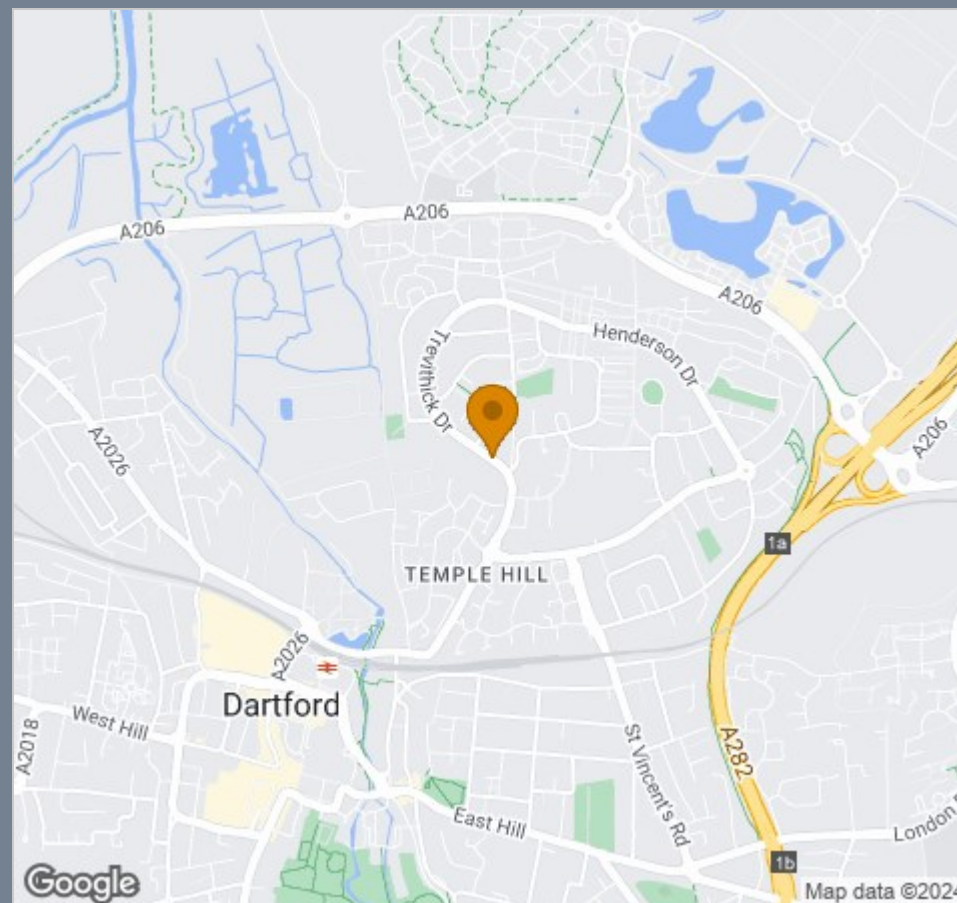 A206
A206
A206
Henderson Dr
Trevithick Dr
A206
A2026
1a
TEMPLE HILL
A2026
Dartford
West Hill
A2018
St Vincent's Rd
A282
East Hill
London
1b
Google
Map data ©2024